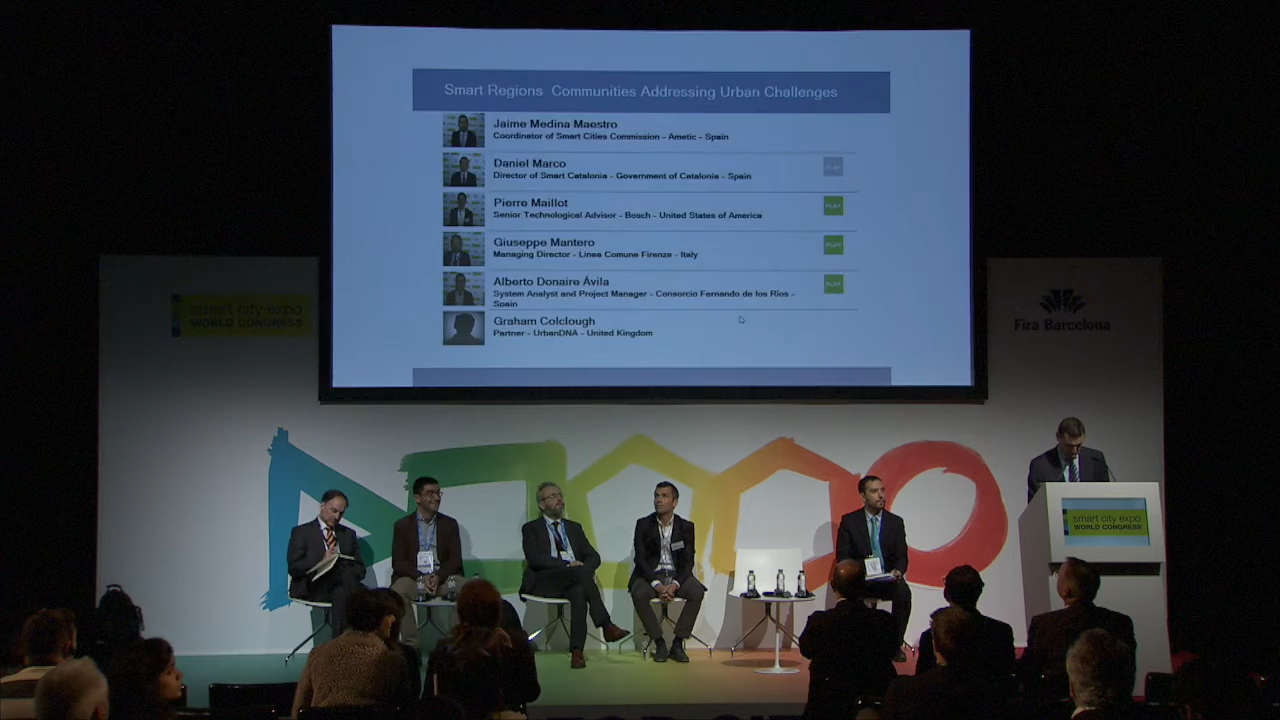 Smart Regions Communities Addressing Urban Challenges
Jaime Medina Maestro
Coordinator of Smart Cities Commission - Ametic - Spain
Daniel Marco
Director of Smart Catalonia - Government of Catalonia - Spain
PLAY
Pierre Maillot
Senior Technological Advisor - Bosch - United States of America
PLAY
Giuseppe Mantero
Managing Director - Linea Comune Firenze - Italy
PLAY
Alberto Donaire Ávila
System Analyst and Project Manager - Consorcio Fernando de los Ríos -
Spain
PLAY
Graham Colclough
Partner - UrbanDNA - United Kingdom
smart city expo
WORLD CONGRESS
Fira Barcelona
smart city expo
WORLD CONGRESS